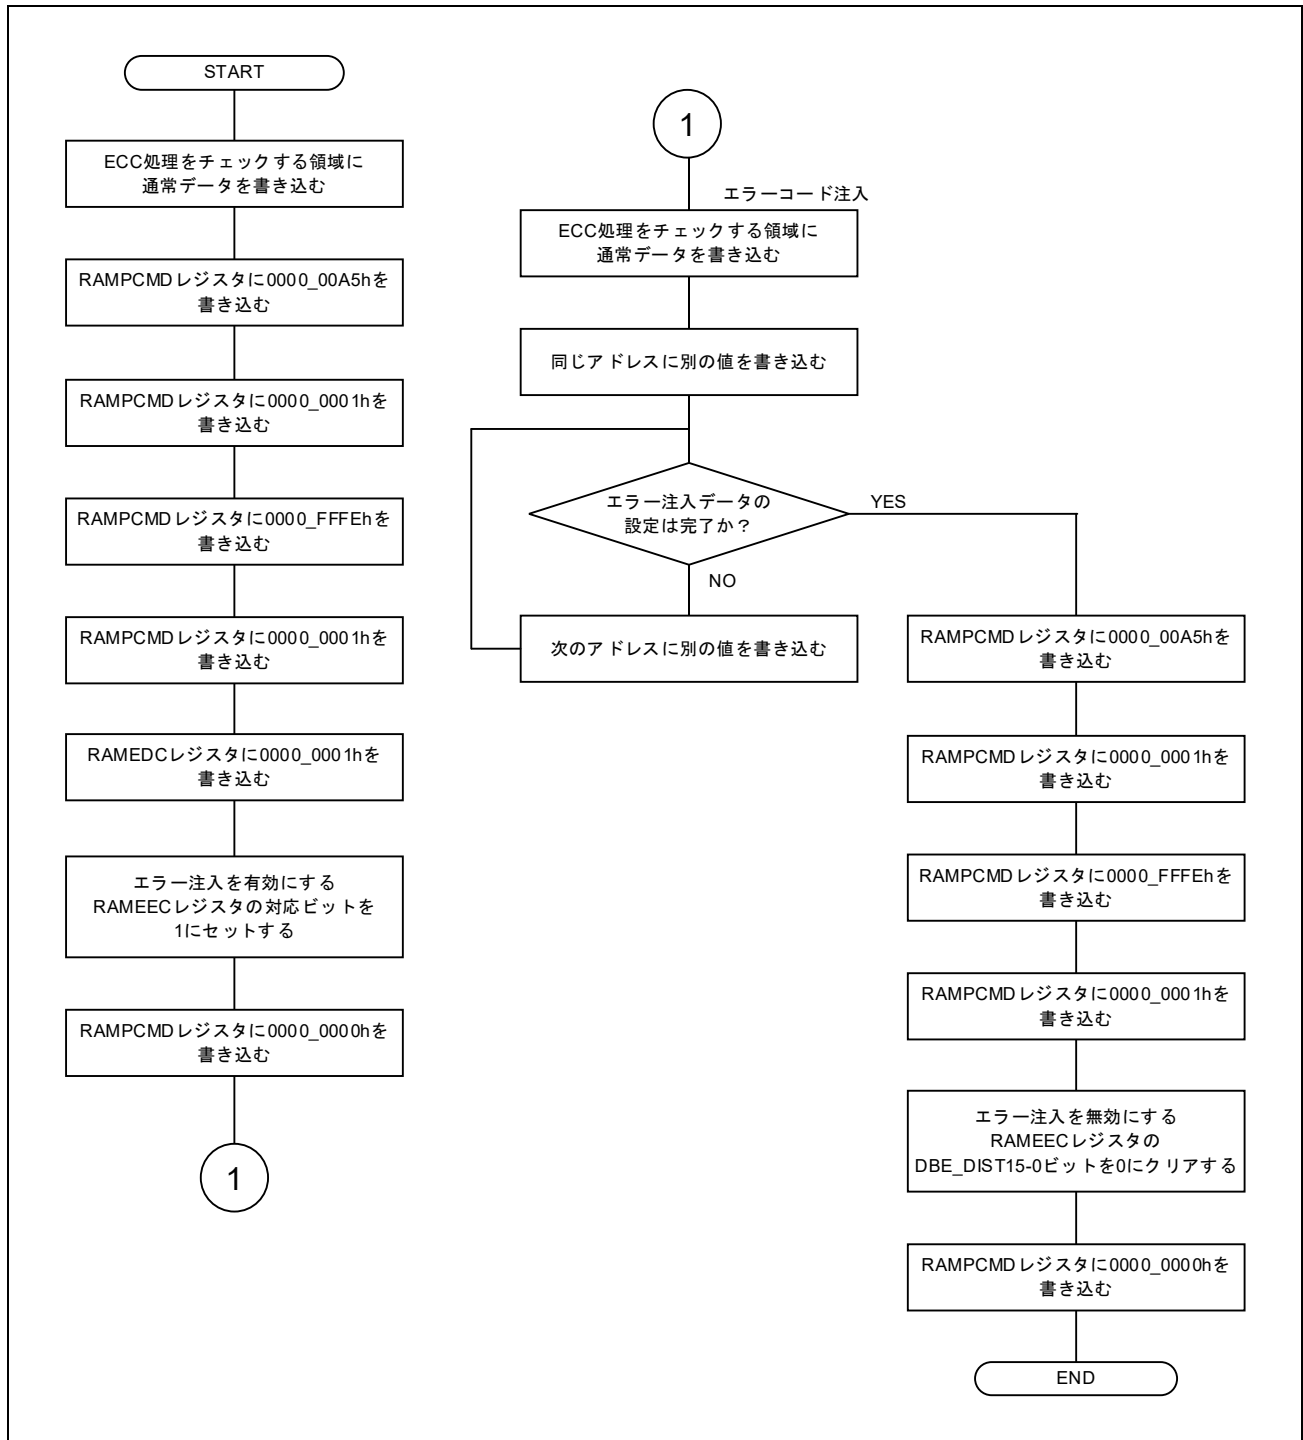 START
ECC処理をチェックする領域に
通常データを書き込む
RAMPCMDレジスタに0000_00A5hを
書き込む
RAMPCMDレジスタに0000_0001hを
書き込む
RAMPCMDレジスタに0000_FFFEhを
書き込む
RAMPCMDレジスタに0000_0001hを
書き込む
RAMEDCレジスタに0000_0001hを
書き込む
エラー注入を有効にする
RAMEECレジスタの対応ビットを
1にセットする
RAMPCMDレジスタに0000_0000hを
書き込む
1
1
エラーコード注入
ECC処理をチェックする領域に
通常データを書き込む
同じアドレスに別の値を書き込む
エラー注入データの
設定は完了か？
YES
NO
次のアドレスに別の値を書き込む
RAMPCMDレジスタに0000_00A5hを
書き込む
RAMPCMDレジスタに0000_0001hを
書き込む
RAMPCMDレジスタに0000_FFFEhを
書き込む
RAMPCMDレジスタに0000_0001hを
書き込む
エラー注入を無効にする
RAMEECレジスタの
DBE_DIST15-0ビットを0にクリアする
RAMPCMDレジスタに0000_0000hを
書き込む
END